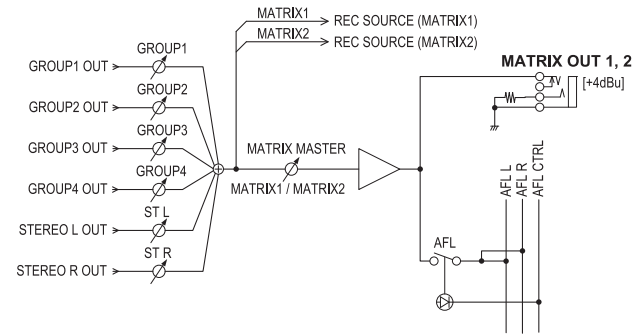 MATRIX1
REC SOURCE (MATRIX1)
MATRIX2
REC SOURCE (MATRIX2)
MATRIX OUT 1, 2
[+4dBu]
GROUP1
GROUP1 OUT
GROUP2
GROUP2 OUT
GROUP3
GROUP3 OUT
GROUP4
GROUP4 OUT
MATRIX MASTER
MATRIX1 / MATRIX2
ST L
STEREO L OUT
ST R
STEREO R OUT
AFL L
AFL R
AFL CTRL
AFL